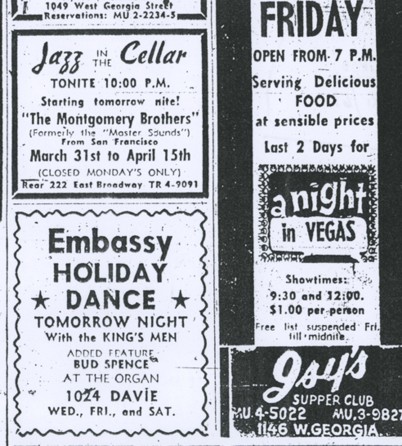 1049 West Georgia Street
Reservations: MU 2-2234-5
Jazz IN THE Cellar
TONITE 10:00 P.M.
Starting tomorrow nite!
"The Montgomery Brothers"
(Formerly the "Master Sounds")
From San Francisco
March 31st to April 15th
(CLOSED MONDAY'S ONLY)
Rear 222 East Broadway TR 4-9091
Embassy
HOLIDAY
★ DANCE ★
TOMORROW NIGHT
With the KING'S MEN
ADDED FEATURE
BUD SPENCE
AT THE ORGAN
1024 DAVIE
WED., FRI., and SAT.
FRIDAY
OPEN FROM 7 P.M.
Serving Delicious
FOOD
at sensible prices
Last 2 Days for
a night
in VEGAS
Showtimes:
9:30 and 12:00.
$1.00 per person
Free list suspended Fri.
till midnite.
Isy's
SUPPER CLUB
MU.4-5022 MU.3-9827
1146 W.GEORGIA